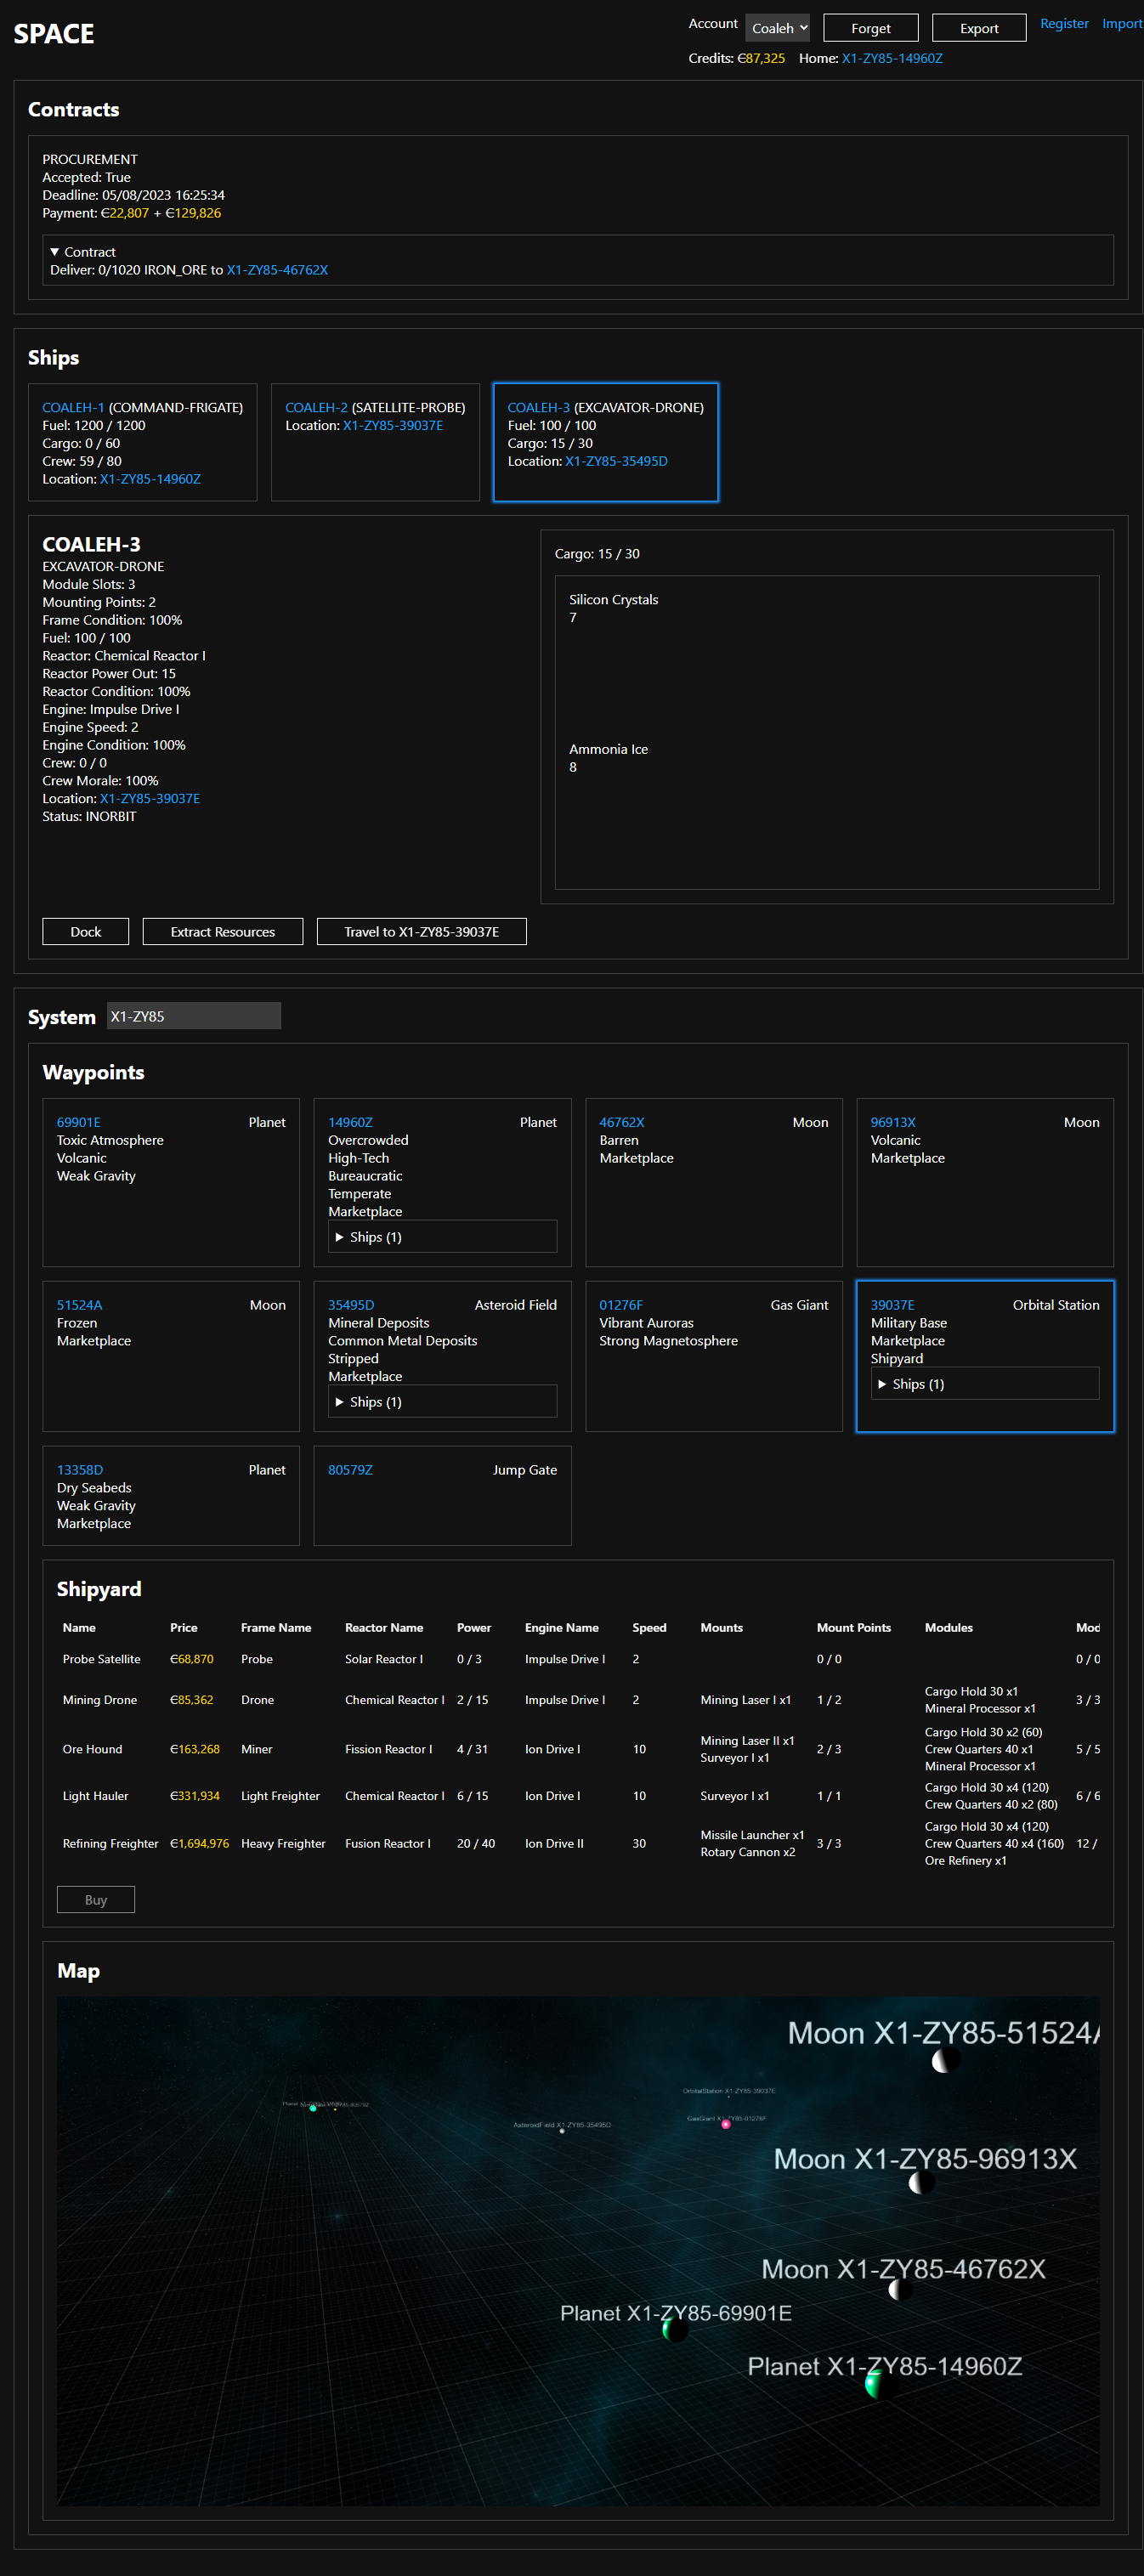 SPACE
Account Coaleh Forget Export Register Import
Credits: Є87,325 Home: X1-ZY85-14960Z
Contracts
PROCUREMENT
Accepted: True
Deadline: 05/08/2023 16:25:34
Payment: Є22,807 + Є129,826
▼ Contract
Deliver: 0/1020 IRON_ORE to X1-ZY85-46762X
Ships
COALEH-1 (COMMAND-FRIGATE)
Fuel: 1200 / 1200
Cargo: 0 / 60
Crew: 59 / 80
Location: X1-ZY85-14960Z
COALEH-2 (SATELLITE-PROBE)
Location: X1-ZY85-39037E
COALEH-3 (EXCAVATOR-DRONE)
Fuel: 100 / 100
Cargo: 15 / 30
Location: X1-ZY85-35495D
COALEH-3
EXCAVATOR-DRONE
Module Slots: 3
Mounting Points: 2
Frame Condition: 100%
Fuel: 100 / 100
Reactor: Chemical Reactor I
Reactor Power Out: 15
Reactor Condition: 100%
Engine: Impulse Drive I
Engine Speed: 2
Engine Condition: 100%
Crew: 0 / 0
Crew Morale: 100%
Location: X1-ZY85-39037E
Status: INORBIT
Cargo: 15 / 30
Silicon Crystals
7
Ammonia Ice
8
Dock Extract Resources Travel to X1-ZY85-39037E
System X1-ZY85
Waypoints
69901E Planet
Toxic Atmosphere
Volcanic
Weak Gravity
14960Z Planet
Overcrowded
High-Tech
Bureaucratic
Temperate
Marketplace
▶ Ships (1)
46762X Moon
Barren
Marketplace
96913X Moon
Volcanic
Marketplace
51524A Moon
Frozen
Marketplace
35495D Asteroid Field
Mineral Deposits
Common Metal Deposits
Stripped
Marketplace
▶ Ships (1)
01276F Gas Giant
Vibrant Auroras
Strong Magnetosphere
39037E Orbital Station
Military Base
Marketplace
Shipyard
▶ Ships (1)
13358D Planet
Dry Seabeds
Weak Gravity
Marketplace
80579Z Jump Gate
Shipyard
Name Price Frame Name Reactor Name Power Engine Name Speed Mounts Mount Points Modules Mod
Probe Satellite Є68,870 Probe Solar Reactor I 0 / 3 Impulse Drive I 2 0 / 0 0 / 0
Mining Drone Є85,362 Drone Chemical Reactor I 2 / 15 Impulse Drive I 2 Mining Laser I x1 1 / 2 Cargo Hold 30 x1 3 / 3
Mineral Processor x1
Ore Hound Є163,268 Miner Fission Reactor I 4 / 31 Ion Drive I 10 Mining Laser II x1 2 / 3 Cargo Hold 30 x2 (60) 5 / 5
Surveyor I x1 Crew Quarters 40 x1
Mineral Processor x1
Light Hauler Є331,934 Light Freighter Chemical Reactor I 6 / 15 Ion Drive I 10 Surveyor I x1 1 / 1 Cargo Hold 30 x4 (120) 6 / 6
Crew Quarters 40 x2 (80)
Refining Freighter Є1,694,976 Heavy Freighter Fusion Reactor I 20 / 40 Ion Drive II 30 Missile Launcher x1 3 / 3 Cargo Hold 30 x4 (120) 12 /
Rotary Cannon x2 Crew Quarters 40 x4 (160)
Ore Refinery x1
Buy
Map
Moon X1-ZY85-51524A
OrbitalStation X1-ZY85-39037E
Planet
GasGiant X1-ZY85-01276F
AsteroidField X1-ZY85-35495D
Moon X1-ZY85-96913X
Moon X1-ZY85-46762X
Planet X1-ZY85-69901E
Planet X1-ZY85-14960Z